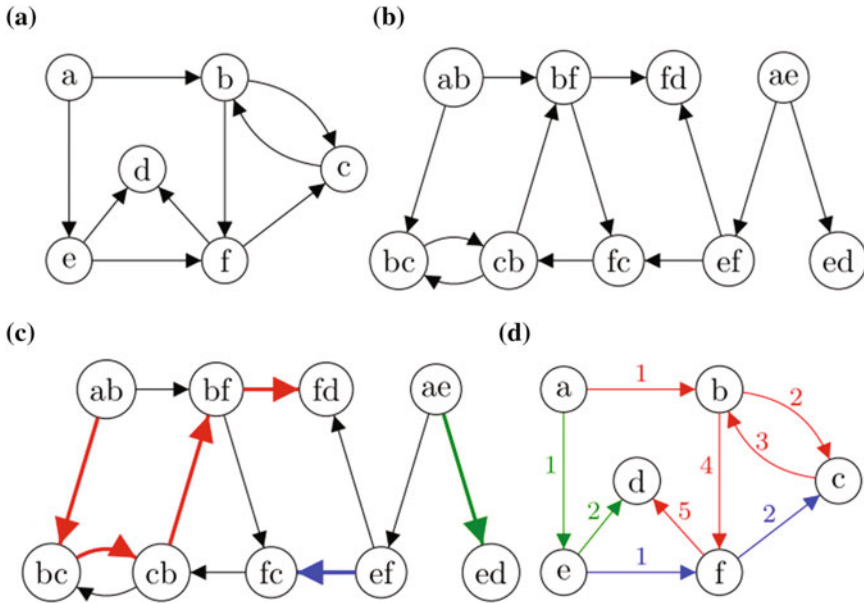 (a)
(b)
a b
d c
e f
ab bf fd ae
bc cb fc ef ed
(c)
(d)
ab bf fd ae
bc cb fc ef ed
a 1 b
2
3
1 4 c
d
2 5 2
e 1 f